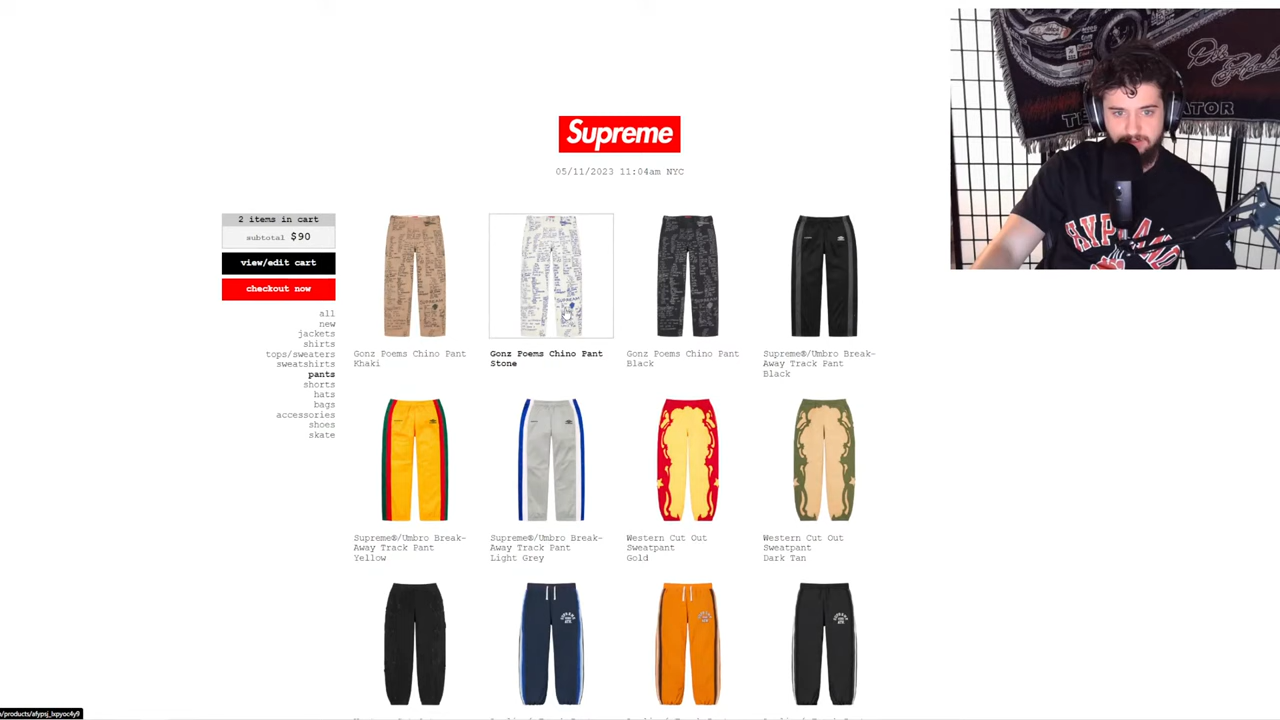 Supreme
05/11/2023 11:04am NYC
2 items in cart
subtotal $90
view/edit cart
checkout now
all
new
jackets
shirts
tops/sweaters
sweatshirts
pants
shorts
hats
bags
accessories
shoes
skate
Gonz Poems Chino Pant
Khaki
Gonz Poems Chino Pant
Stone
Gonz Poems Chino Pant
Black
Supreme®/Umbro Break-
Away Track Pant
Black
Supreme®/Umbro Break-
Away Track Pant
Yellow
Supreme®/Umbro Break-
Away Track Pant
Light Grey
Western Cut Out
Sweatpant
Gold
Western Cut Out
Sweatpant
Dark Tan